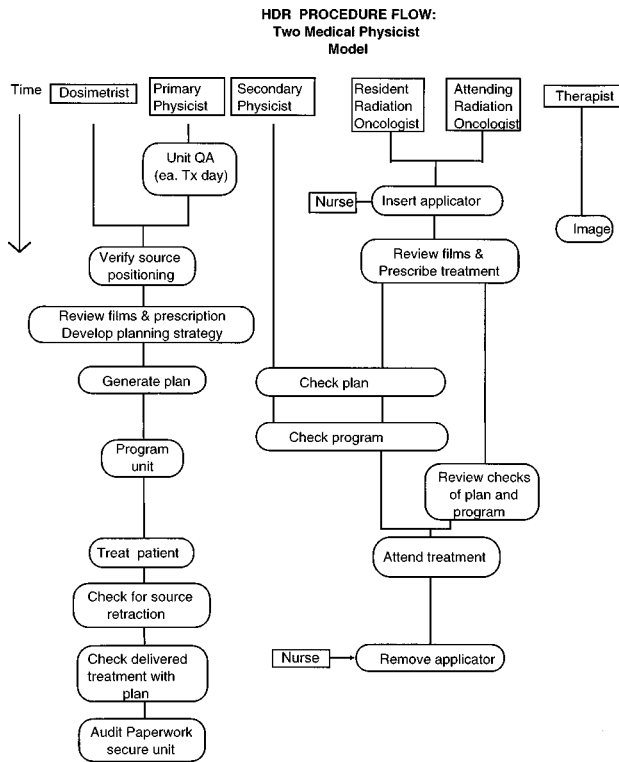 HDR PROCEDURE FLOW:
Two Medical Physicist
Model
Time
Dosimetrist
Primary
Physicist
Secondary
Physicist
Resident
Radiation
Oncologist
Attending
Radiation
Oncologist
Therapist
Unit QA
(ea. Tx day)
Nurse
Insert applicator
Image
Verify source
positioning
Review films &
Prescribe treatment
Review films & prescription
Develop planning strategy
Generate plan
Check plan
Check program
Program
unit
Review checks
of plan and
program
Treat patient
Attend treatment
Check for source
retraction
Check delivered
treatment with
plan
Nurse
Remove applicator
Audit Paperwork
secure unit